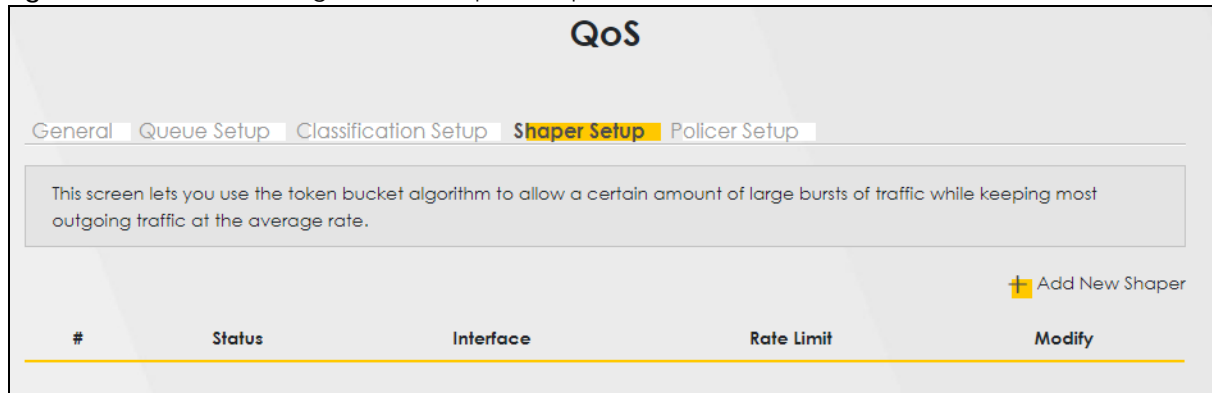 QoS
General Queue Setup Classification Setup Shaper Setup Policer Setup
This screen lets you use the token bucket algorithm to allow a certain amount of large bursts of traffic while keeping most
outgoing traffic at the average rate.
+ Add New Shaper
# Status Interface Rate Limit Modify